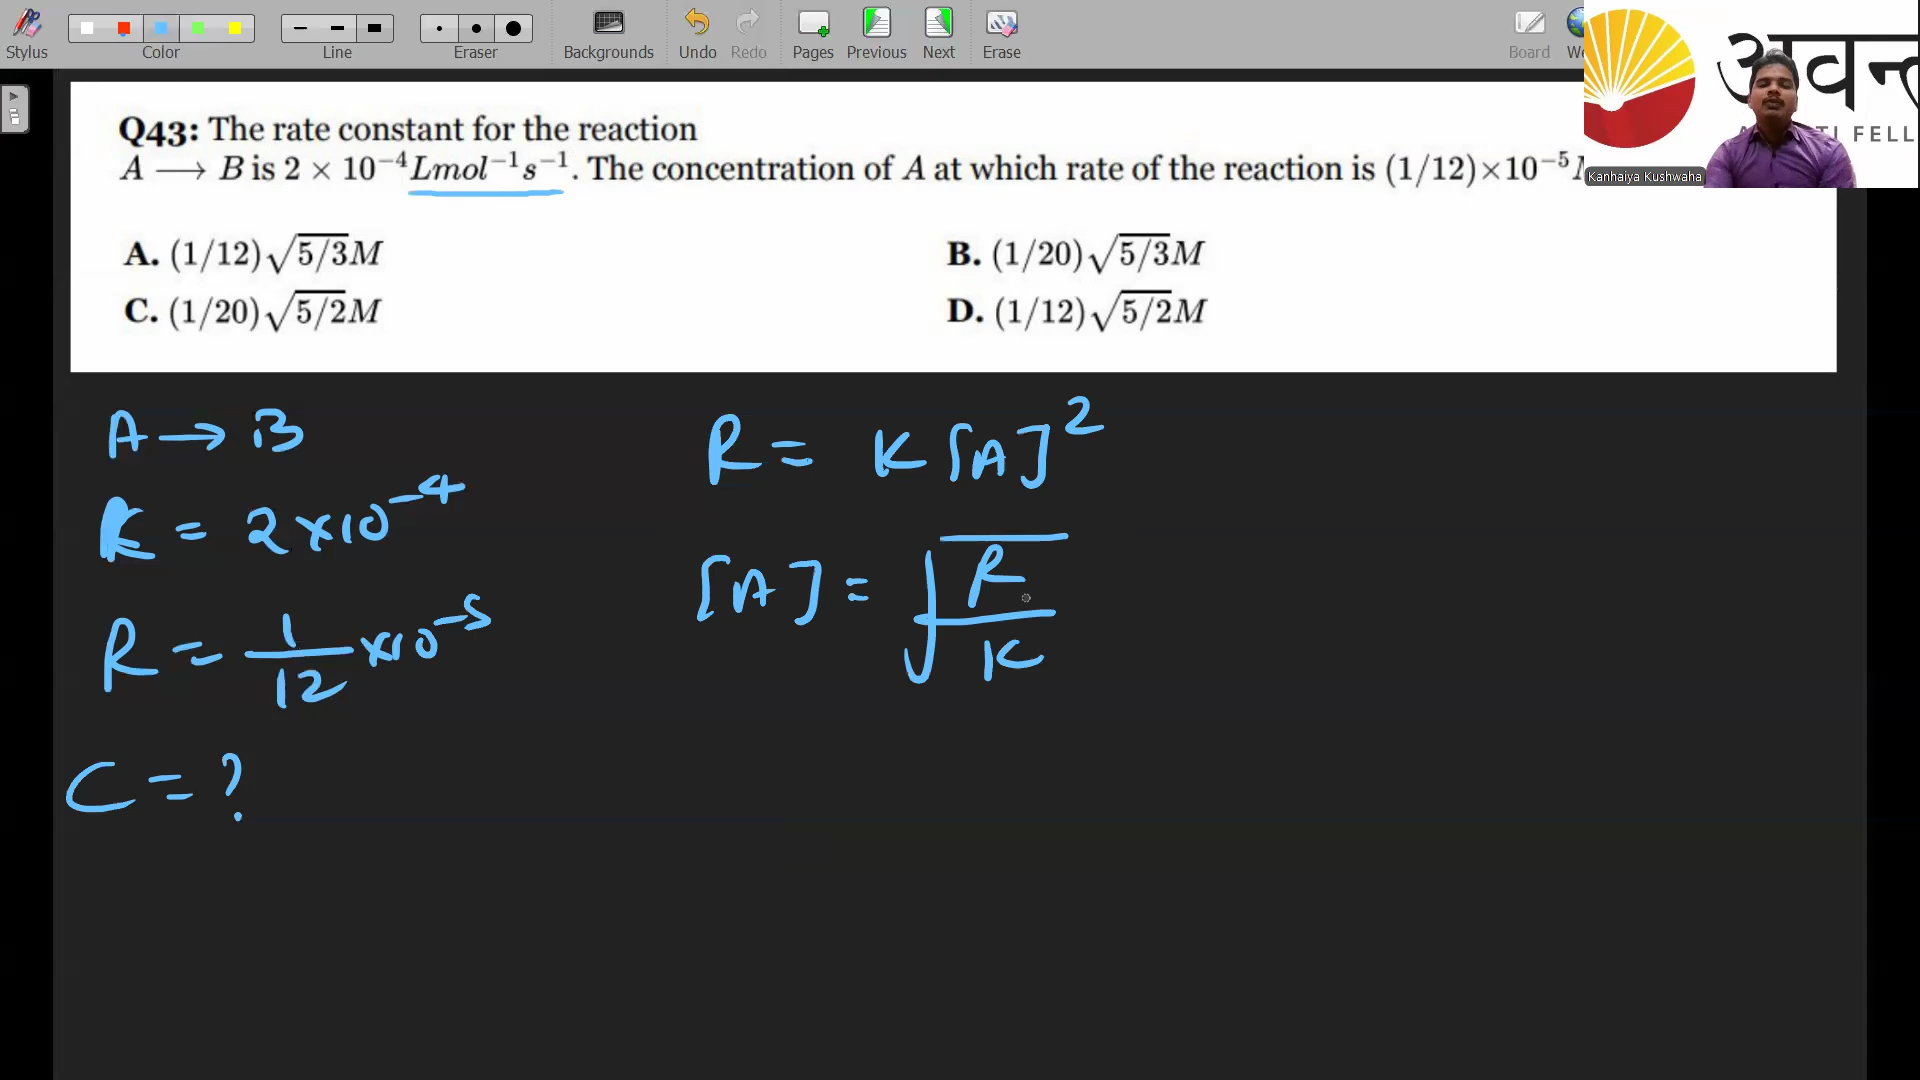 Stylus Color Line Eraser Backgrounds Undo Redo Pages Previous Next Erase Board
अवन्त
FELL
Kanhaiya Kushwaha
Q43: The rate constant for the reaction
A ⟶ B is 2 × 10⁻⁴Lmol⁻¹s⁻¹. The concentration of A at which rate of the reaction is (1/12)×10⁻⁵
A. (1/12)√5/3M
B. (1/20)√5/3M
C. (1/20)√5/2M
D. (1/12)√5/2M
A → B
K = 2×10⁻⁴
R = 1/12 ×10⁻⁵
C = ?
R = K[A]²
[A] = √R/K